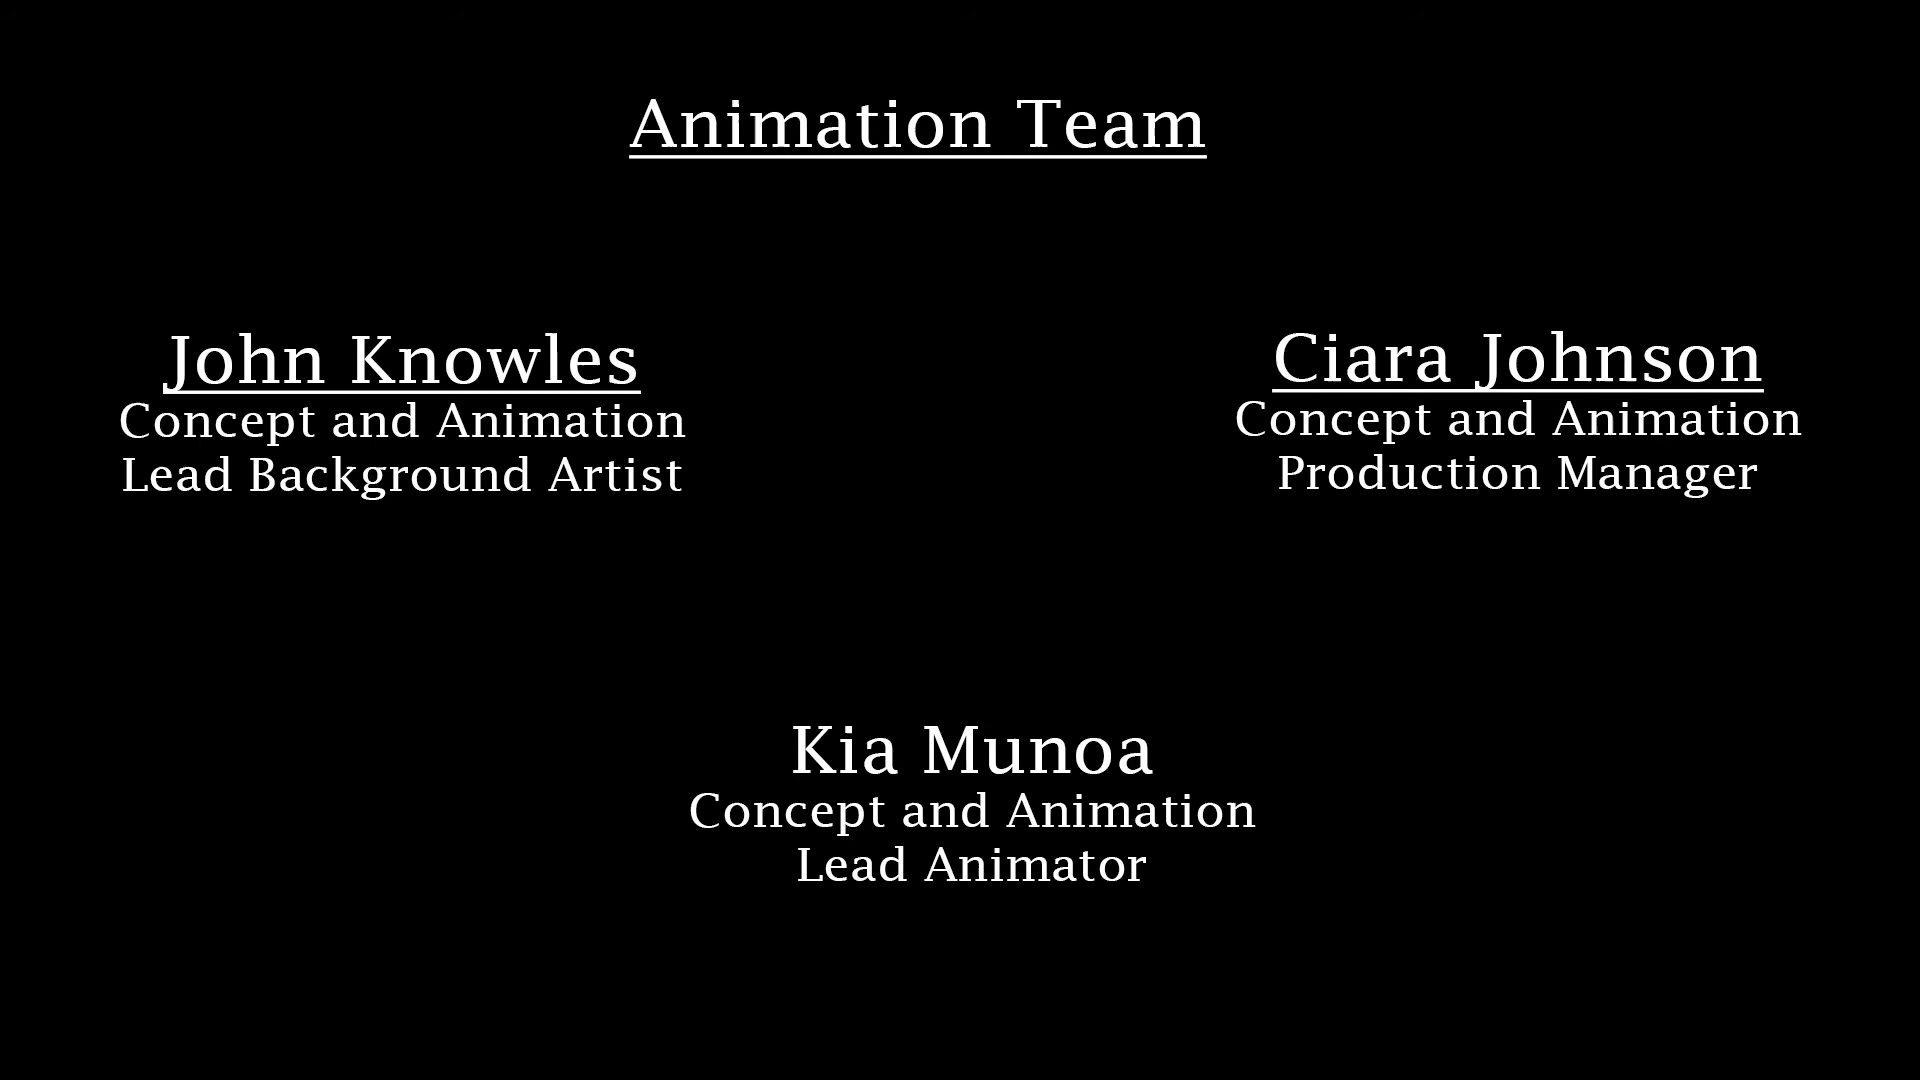 Animation Team
John Knowles
Concept and Animation
Lead Background Artist
Ciara Johnson
Concept and Animation
Production Manager
Kia Munoa
Concept and Animation
Lead Animator